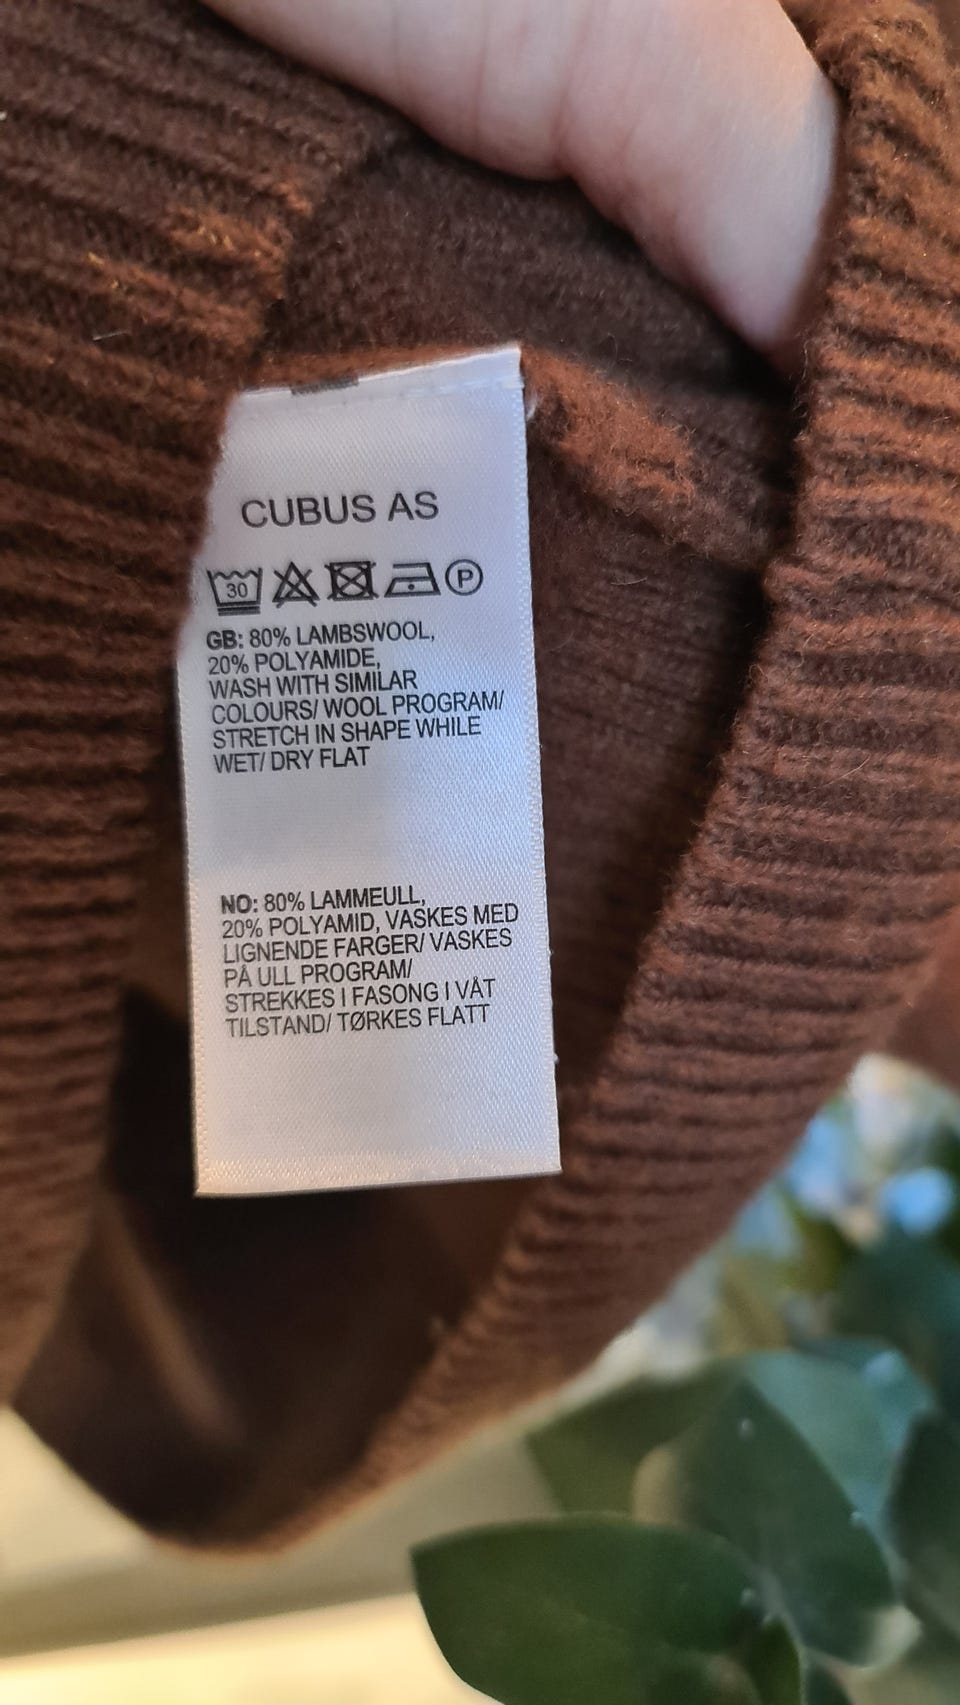 CUBUS AS
30 P
GB: 80% LAMBSWOOL,
20% POLYAMIDE,
WASH WITH SIMILAR
COLOURS/ WOOL PROGRAM/
STRETCH IN SHAPE WHILE
WET/ DRY FLAT
NO: 80% LAMMEULL,
20% POLYAMID, VASKES MED
LIGNENDE FARGER/ VASKES
PÅ ULL PROGRAM/
STREKKES I FASONG I VÅT
TILSTAND/ TØRKES FLATT